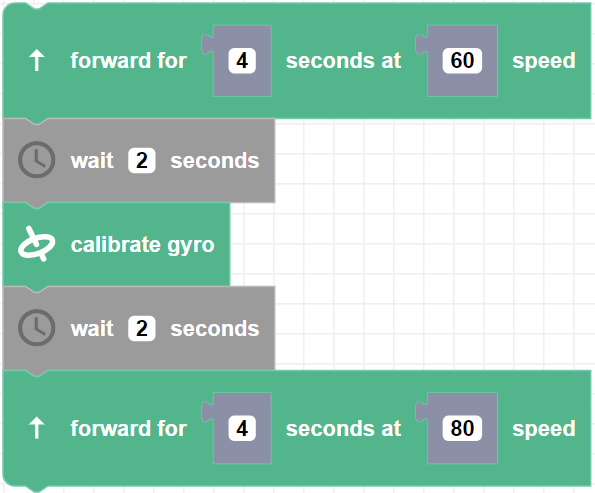 forward for 4 seconds at 60 speed
wait 2 seconds
calibrate gyro
wait 2 seconds
forward for 4 seconds at 80 speed